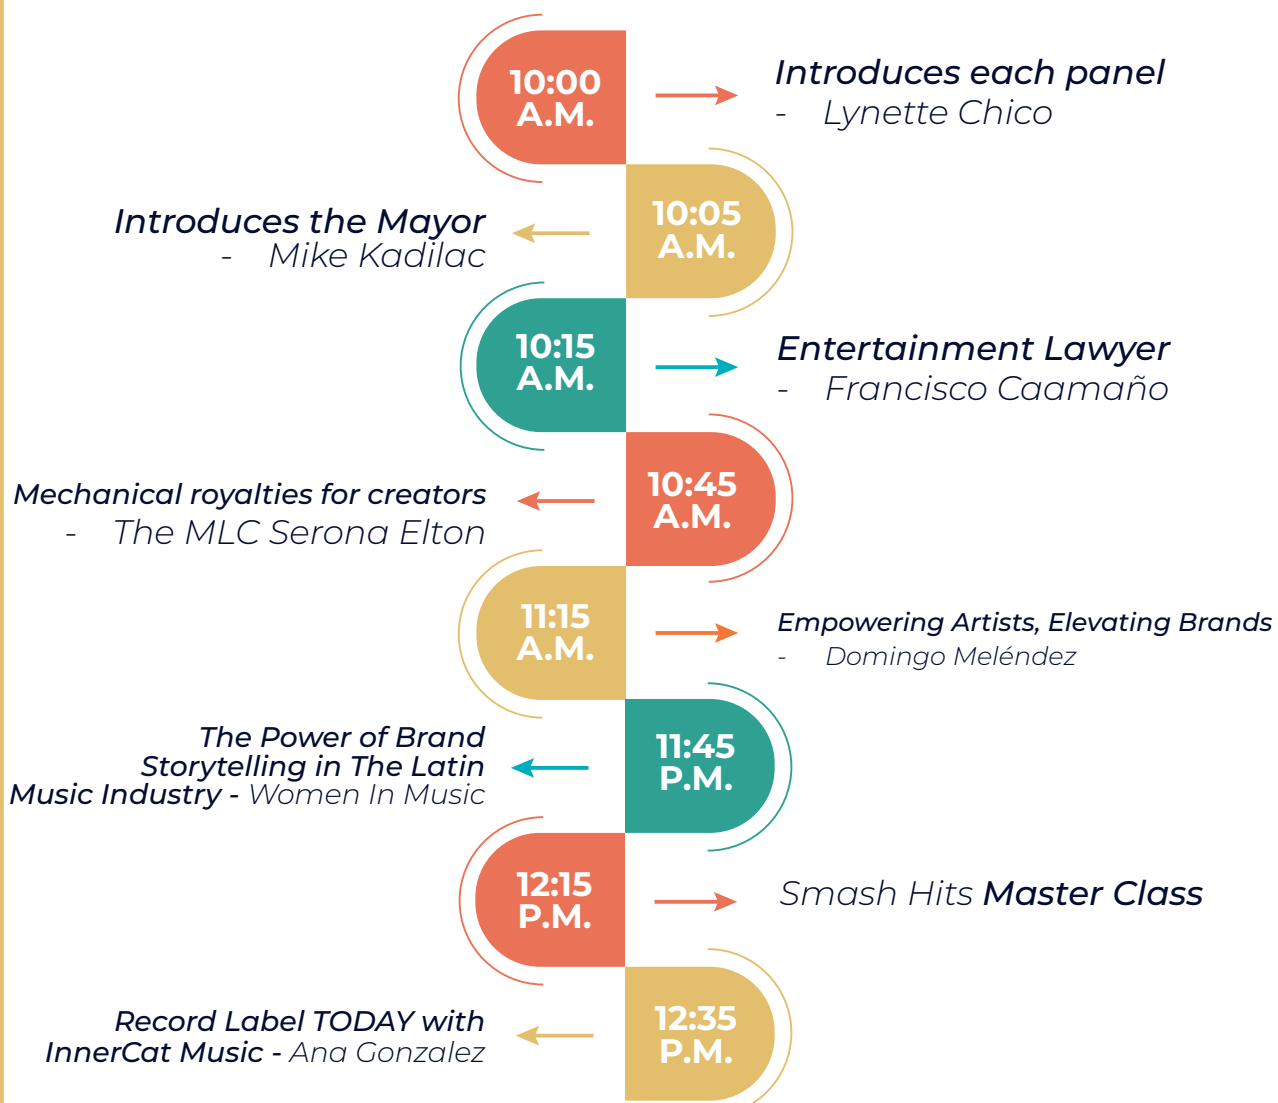 10:00
A.M.
Introduces each panel
- Lynette Chico
10:05
A.M.
Introduces the Mayor
- Mike Kadilac
10:15
A.M.
Entertainment Lawyer
- Francisco Caamaño
10:45
A.M.
Mechanical royalties for creators
- The MLC Serona Elton
11:15
A.M.
Empowering Artists, Elevating Brands
- Domingo Meléndez
11:45
P.M.
The Power of Brand
Storytelling in The Latin
Music Industry - Women In Music
12:15
P.M.
Smash Hits Master Class
12:35
P.M.
Record Label TODAY with
InnerCat Music - Ana Gonzalez